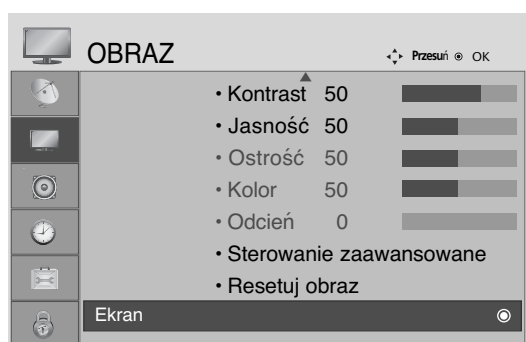 OBRAZ Przesuń OK
• Kontrast 50
• Jasność 50
• Ostrość 50
• Kolor 50
• Odcień 0
• Sterowanie zaawansowane
• Resetuj obraz
Ekran